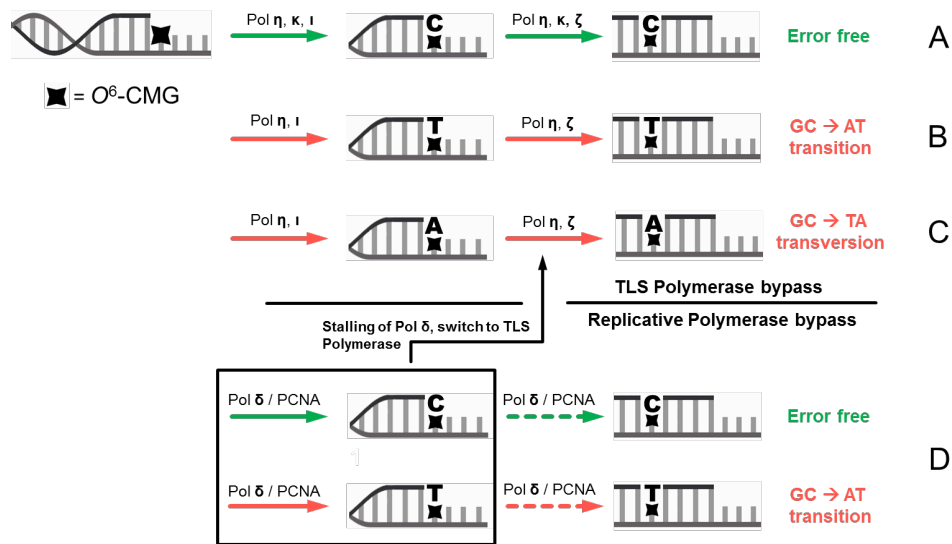 Pol η, κ, ι
C
Pol η, κ, ζ
C
Error free
A
= O⁶-CMG
Pol η, ι
T
Pol η, ζ
T
GC → AT
transition
B
Pol η, ι
A
Pol η, ζ
A
GC → TA
transversion
C
TLS Polymerase bypass
Stalling of Pol δ, switch to TLS
Polymerase
Replicative Polymerase bypass
Pol δ / PCNA
C
Pol δ / PCNA
C
Error free
D
Pol δ / PCNA
T
Pol δ / PCNA
T
GC → AT
transition